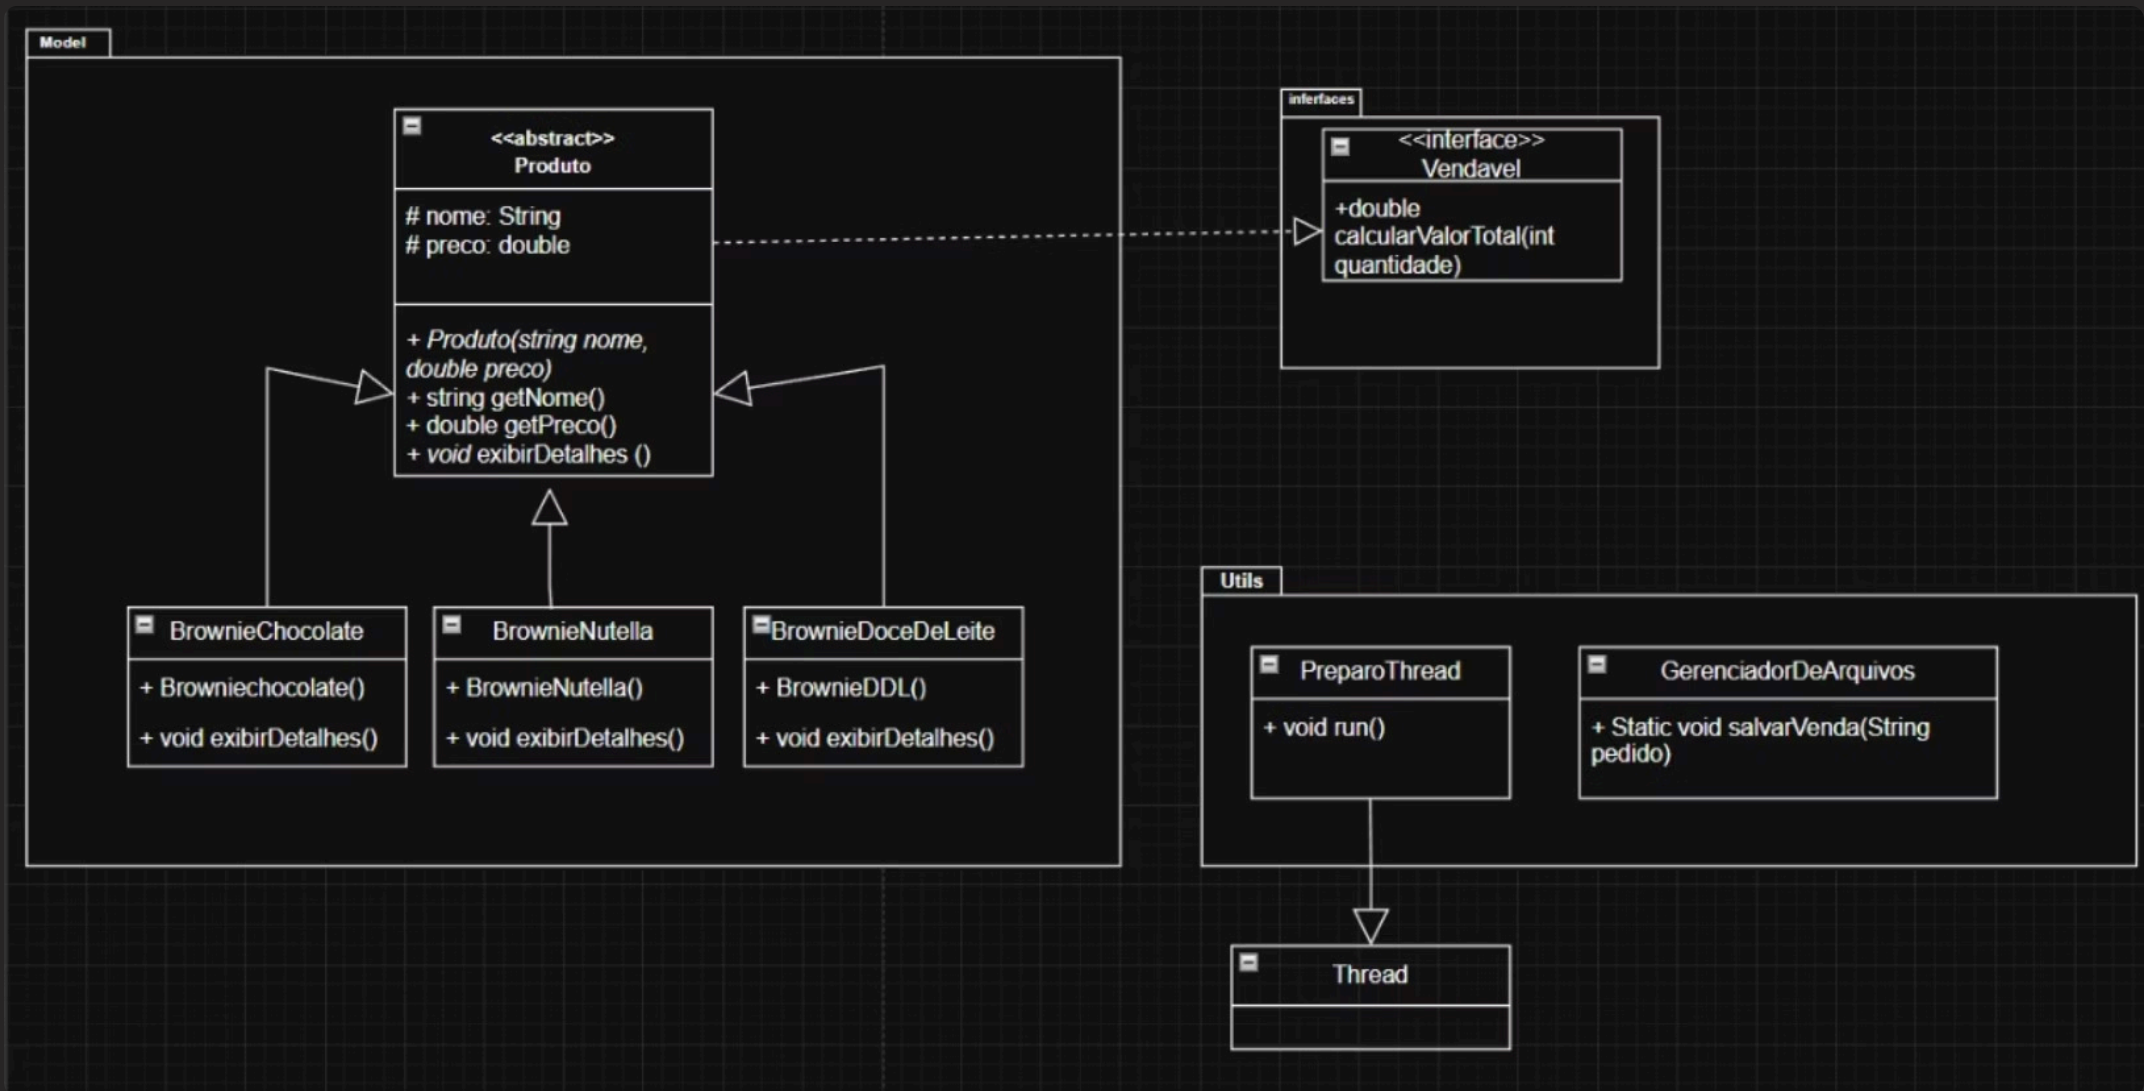 Model
<<abstract>>
Produto
# nome: String
# preco: double
+ Produto(string nome,
double preco)
+ string getNome()
+ double getPreco()
+ void exibirDetalhes ()
BrownieChocolate
+ Browniechocolate()
+ void exibirDetalhes()
BrownieNutella
+ BrownieNutella()
+ void exibirDetalhes()
BrownieDoceDeLeite
+ BrownieDDL()
+ void exibirDetalhes()
inferfaces
<<interface>>
Vendavel
+double
calcularValorTotal(int
quantidade)
Utils
PreparoThread
+ void run()
GerenciadorDeArquivos
+ Static void salvarVenda(String
pedido)
Thread